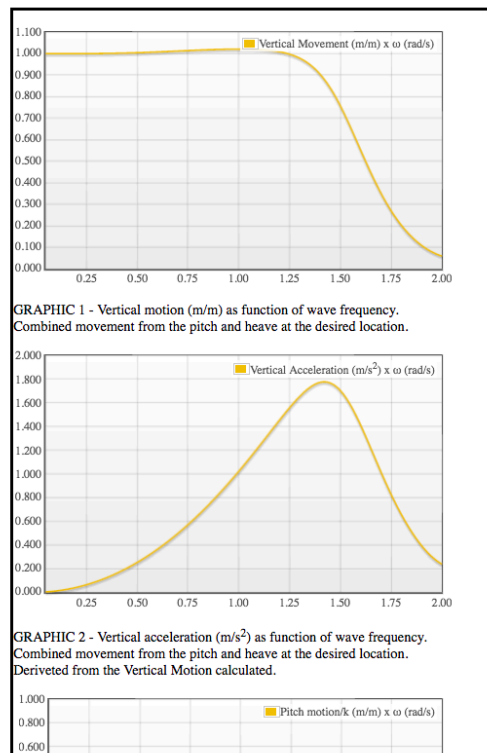 1.100
Vertical Movement (m/m) x ω (rad/s)
1.000
0.900
0.800
0.700
0.600
0.500
0.400
0.300
0.200
0.100
0.000
0.25 0.50 0.75 1.00 1.25 1.50 1.75 2.00
GRAPHIC 1 - Vertical motion (m/m) as function of wave frequency.
Combined movement from the pitch and heave at the desired location.
2.000
Vertical Acceleration (m/s²) x ω (rad/s)
1.800
1.600
1.400
1.200
1.000
0.800
0.600
0.400
0.200
0.000
0.25 0.50 0.75 1.00 1.25 1.50 1.75 2.00
GRAPHIC 2 - Vertical acceleration (m/s²) as function of wave frequency.
Combined movement from the pitch and heave at the desired location.
Deriveted from the Vertical Motion calculated.
1.000
Pitch motion/k (m/m) x ω (rad/s)
0.800
0.600